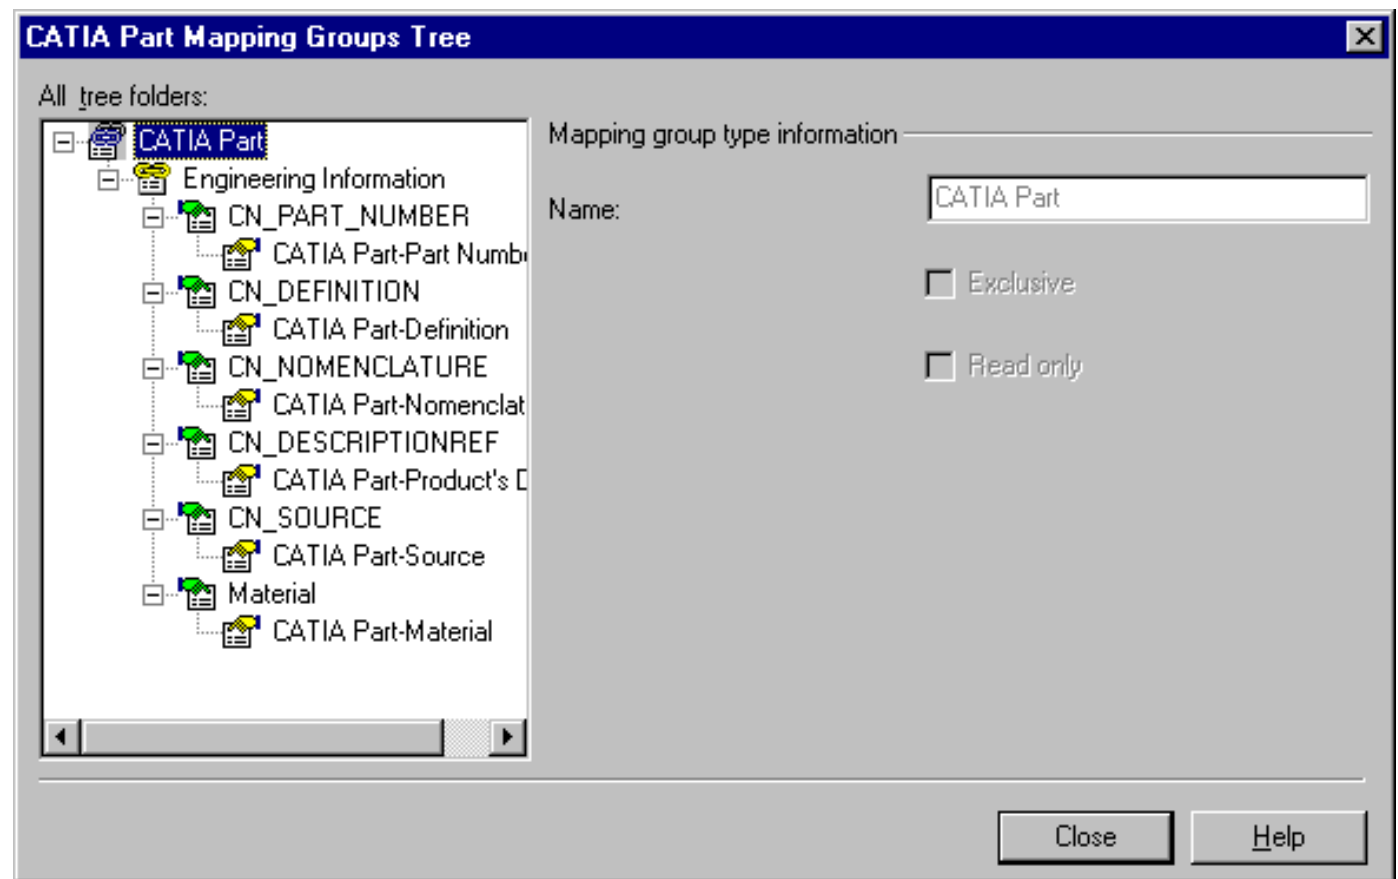 CATIA Part Mapping Groups Tree
All tree folders:
CATIA Part
Engineering Information
CN_PART_NUMBER
CATIA Part-Part Numb
CN_DEFINITION
CATIA Part-Definition
CN_NOMENCLATURE
CATIA Part-Nomenclat
CN_DESCRIPTIONREF
CATIA Part-Product's D
CN_SOURCE
CATIA Part-Source
Material
CATIA Part-Material
Mapping group type information
Name:
CATIA Part
Exclusive
Read only
Close
Help